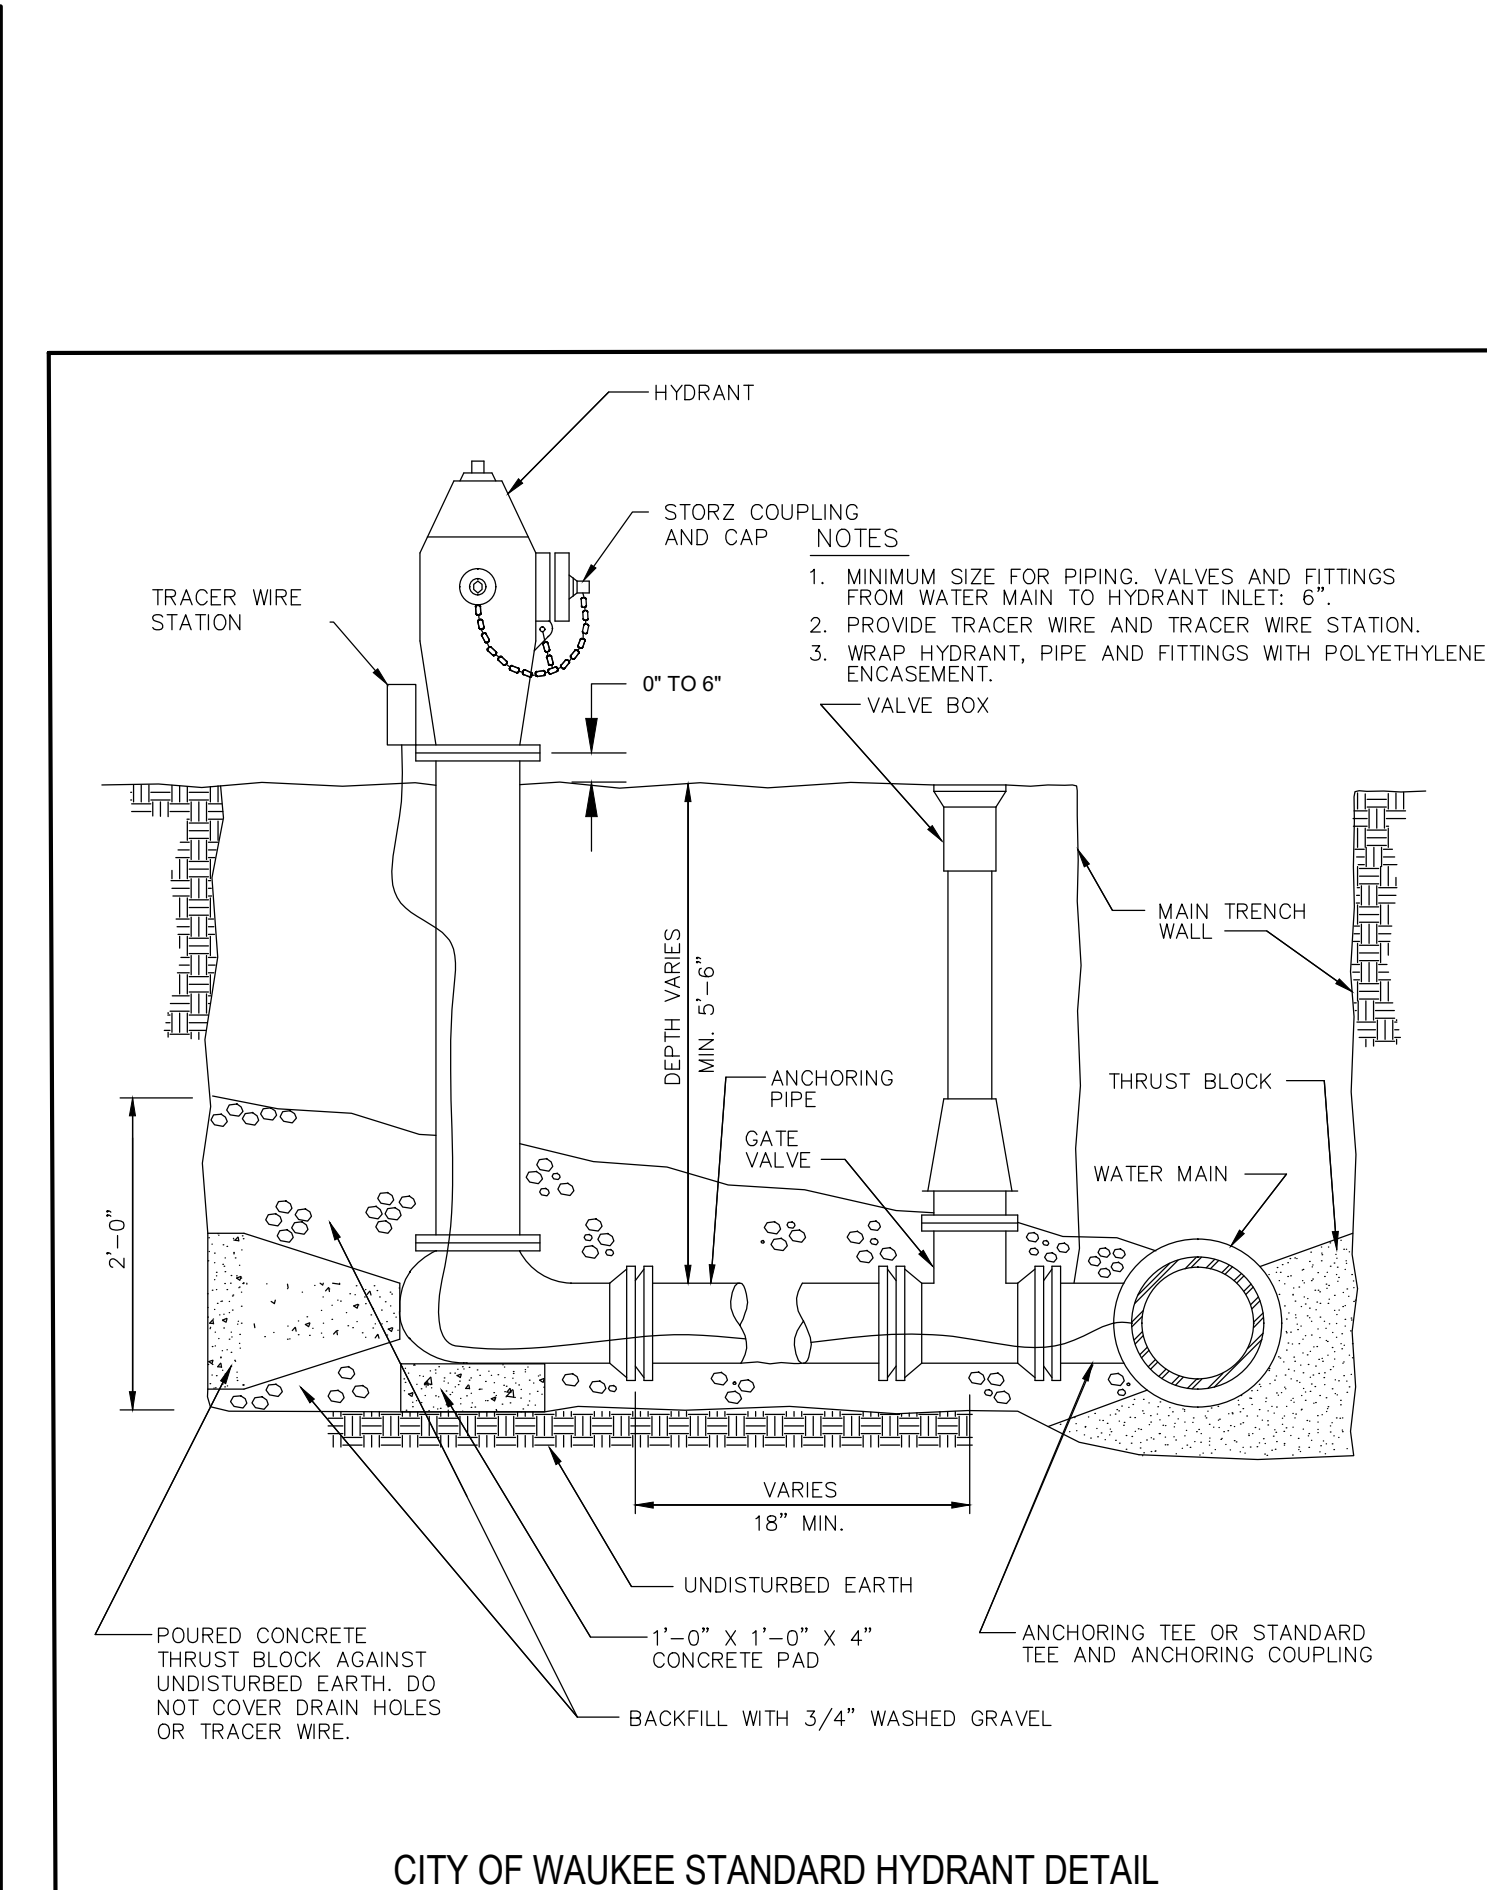 HYDRANT
STORZ COUPLING
AND CAP
NOTES
1. MINIMUM SIZE FOR PIPING. VALVES AND FITTINGS
FROM WATER MAIN TO HYDRANT INLET: 6”.
2. PROVIDE TRACER WIRE AND TRACER WIRE STATION.
3. WRAP HYDRANT, PIPE AND FITTINGS WITH POLYETHYLENE
ENCASEMENT.
TRACER WIRE
STATION
0" TO 6"
VALVE BOX
MAIN TRENCH
WALL
DEPTH VARIES
MIN. 5'-6”
ANCHORING
PIPE
THRUST BLOCK
GATE
VALVE
WATER MAIN
2'-0”
VARIES
18” MIN.
UNDISTURBED EARTH
POURED CONCRETE
THRUST BLOCK AGAINST
UNDISTURBED EARTH. DO
NOT COVER DRAIN HOLES
OR TRACER WIRE.
1'-0” X 1'-0” X 4”
CONCRETE PAD
ANCHORING TEE OR STANDARD
TEE AND ANCHORING COUPLING
BACKFILL WITH 3/4” WASHED GRAVEL
CITY OF WAUKEE STANDARD HYDRANT DETAIL